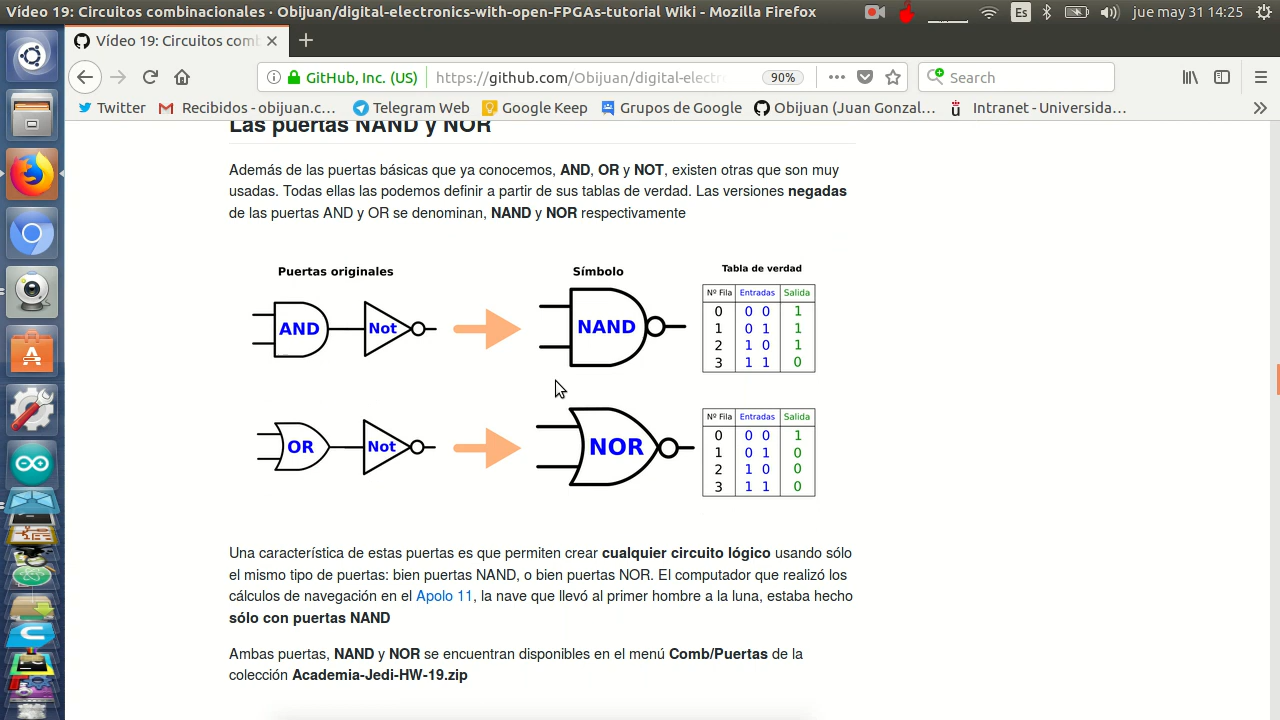 Vídeo 19: Circuitos combinacionales · Obijuan/digital-electronics-with-open-FPGAs-tutorial Wiki - Mozilla Firefox
Es
jue may 31 14:25
Vídeo 19: Circuitos comb
GitHub, Inc. (US)
https://github.com/Obijuan/digital-electr
90%
Search
Twitter
Recibidos - obijuan.c...
Telegram Web
Google Keep
Grupos de Google
Obijuan (Juan Gonzal...
Intranet - Universida...
Las puertas NAND y NOR
Además de las puertas básicas que ya conocemos, AND, OR y NOT, existen otras que son muy
usadas. Todas ellas las podemos definir a partir de sus tablas de verdad. Las versiones negadas
de las puertas AND y OR se denominan, NAND y NOR respectivamente
Puertas originales
Símbolo
Tabla de verdad
AND
Not
NAND
Nº Fila Entradas Salida
0 0 0 1
1 0 1 1
2 1 0 1
3 1 1 0
OR
Not
NOR
Nº Fila Entradas Salida
0 0 0 1
1 0 1 0
2 1 0 0
3 1 1 0
Una característica de estas puertas es que permiten crear cualquier circuito lógico usando sólo
el mismo tipo de puertas: bien puertas NAND, o bien puertas NOR. El computador que realizó los
cálculos de navegación en el Apolo 11, la nave que llevó al primer hombre a la luna, estaba hecho
sólo con puertas NAND
Ambas puertas, NAND y NOR se encuentran disponibles en el menú Comb/Puertas de la
colección Academia-Jedi-HW-19.zip